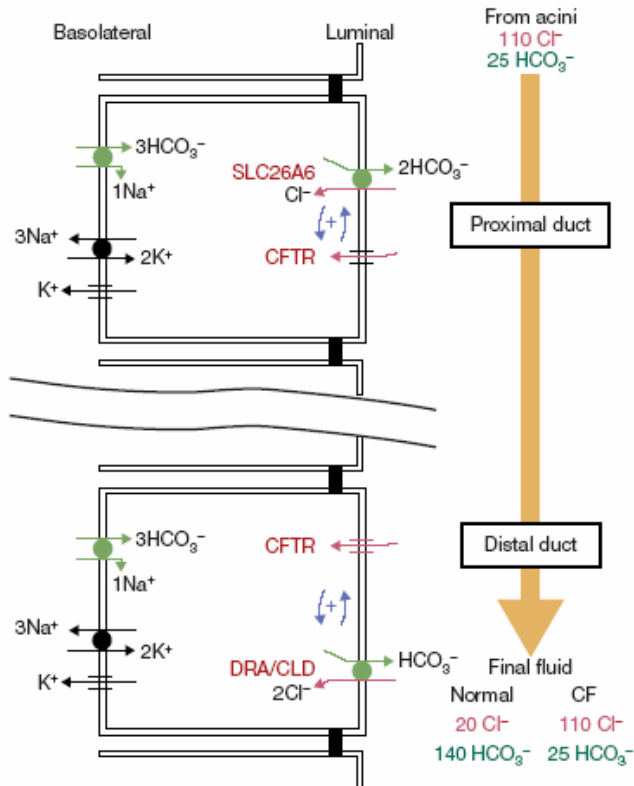 Basolateral
Luminal
From acini
110 Cl⁻
25 HCO₃⁻
3HCO₃⁻
1Na⁺
SLC26A6
2HCO₃⁻
Cl⁻
+
3Na⁺
2K⁺
CFTR
K⁺
Proximal duct
3HCO₃⁻
1Na⁺
CFTR
Distal duct
+
3Na⁺
2K⁺
DRA/CLD
HCO₃⁻
K⁺
2Cl⁻
Final fluid
Normal CF
20 Cl⁻ 110 Cl⁻
140 HCO₃⁻ 25 HCO₃⁻